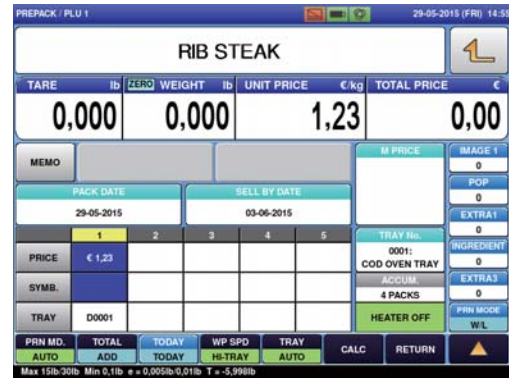 PREPACK / PLU 1 29-05-2015 (FRI) 14:55
RIB STEAK
TARE lb ZERO WEIGHT lb UNIT PRICE €/kg TOTAL PRICE €
0,000 0,000 1,23 0,00
MEMO M PRICE IMAGE 1
0
PACK DATE SELL BY DATE POP
0
29-05-2015 03-06-2015 EXTRA1
0
1 2 3 4 5 TRAY No.
PRICE € 1,23 0001:
COD OVEN TRAY
INGREDIENT
0
SYMB. ACCUM.
4 PACKS
EXTRA3
0
TRAY D0001 HEATER OFF PRN MODE
W/L
PRN MD. TOTAL TODAY WP SPD TRAY CALC RETURN
AUTO ADD TODAY HI-TRAY AUTO
Max 15lb/30lb Min 0,1lb e = 0,005lb/0,01lb T = -5,998lb